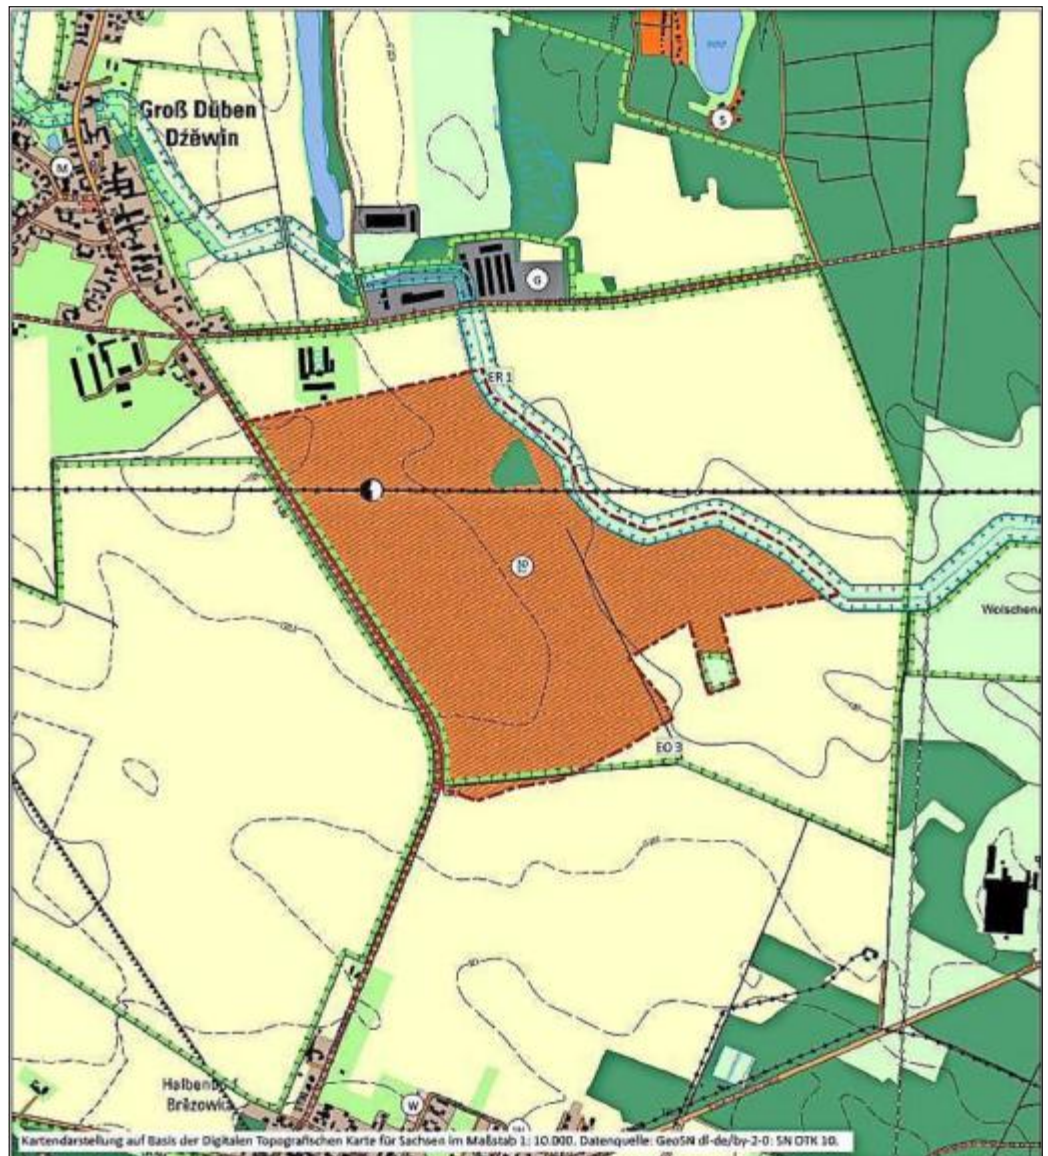 Groß Düben
Dźěwin
S
M
G
ER 1
Wolschena
EO 3
Brězowka
W
Kartendarstellung auf Basis der Digitalen Topografischen Karte für Sachsen im Maßstab 1: 10.000. Datenquelle: GeoSN dl-de/by-2-0: SN DTK 10.